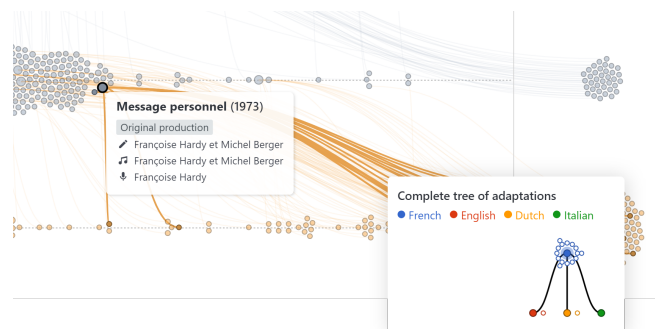 Message personnel (1973)
Original production
Françoise Hardy et Michel Berger
Françoise Hardy et Michel Berger
Françoise Hardy
Complete tree of adaptations
French English Dutch Italian